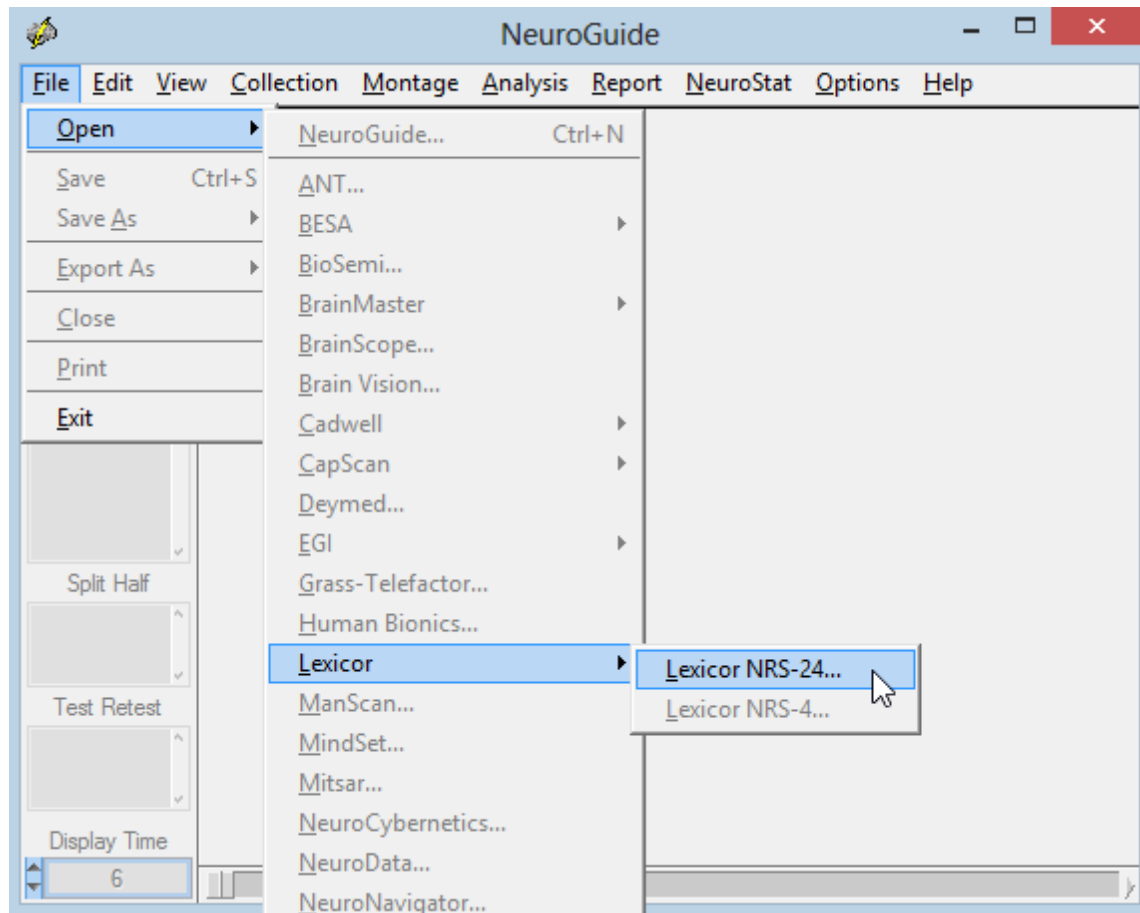 NeuroGuide
File Edit View Collection Montage Analysis Report NeuroStat Options Help
Open
Save Ctrl+S
Save As
Export As
Close
Print
Exit
NeuroGuide... Ctrl+N
ANT...
BESA
BioSemi...
BrainMaster
BrainScope...
Brain Vision...
Cadwell
CapScan
Deymed...
EGI
Grass-Telefactor...
Human Bionics...
Lexicor
ManScan...
MindSet...
Mitsar...
NeuroCybernetics...
NeuroData...
NeuroNavigator...
Lexicor NRS-24...
Lexicor NRS-4...
Split Half
Test Retest
Display Time
6